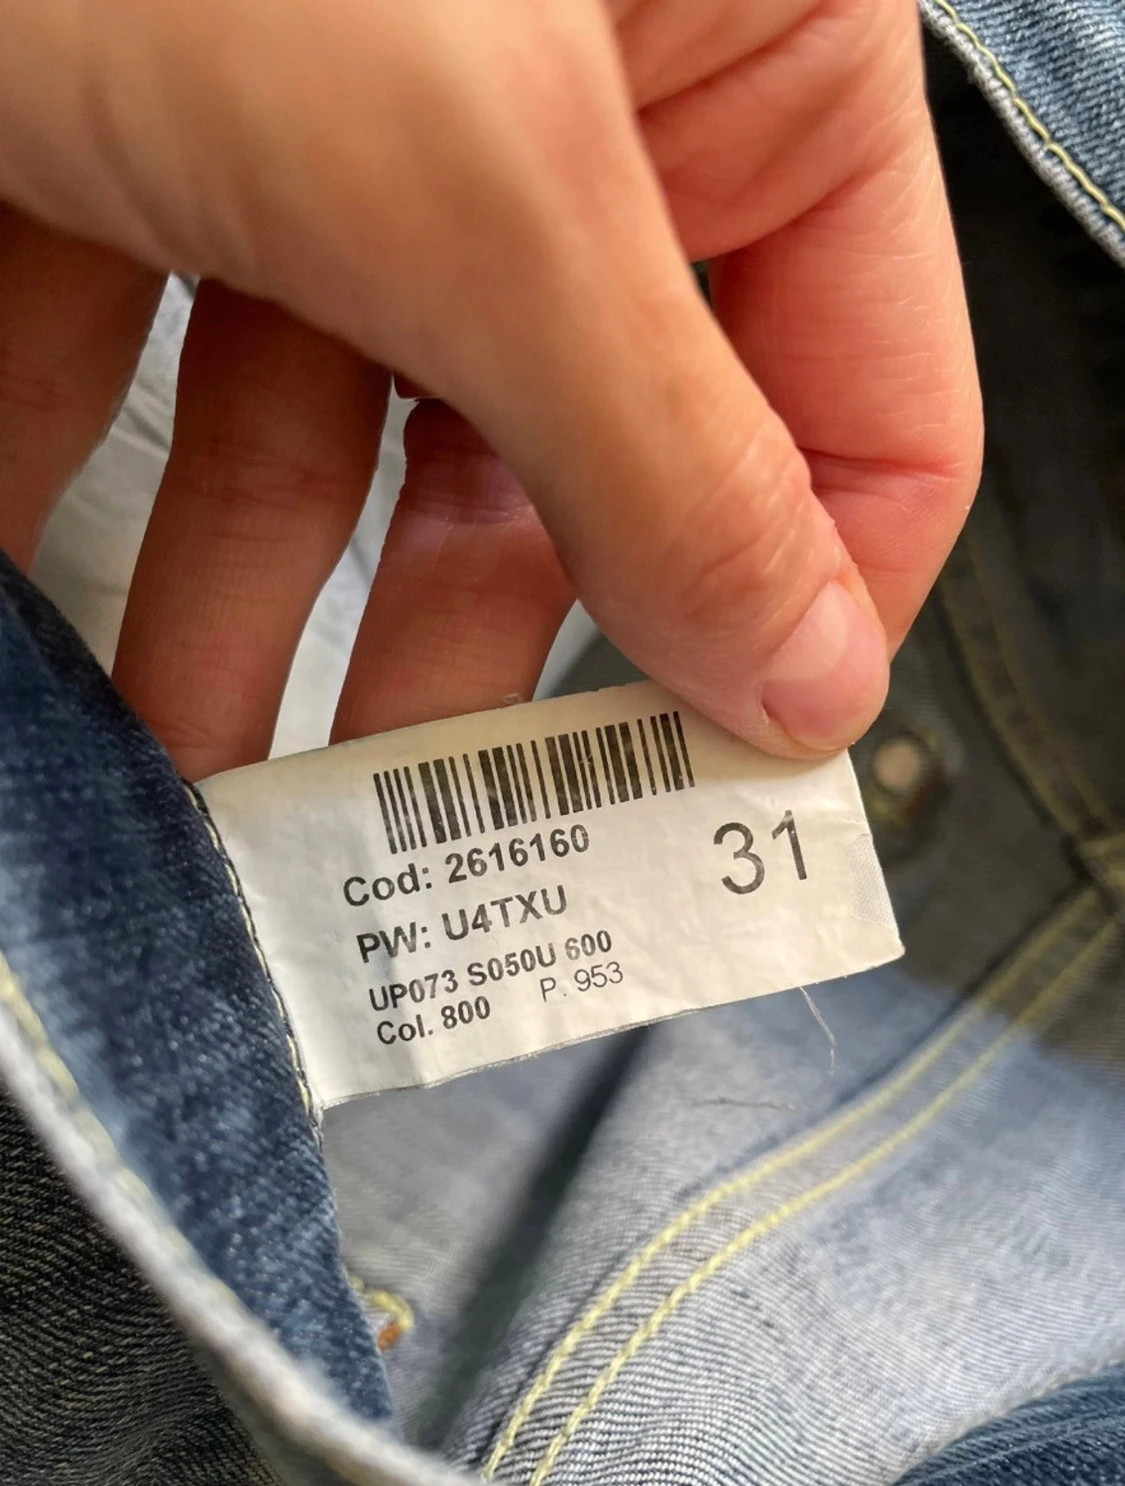 Cod: 2616160
31
PW: U4TXU
UP073 S050U 600
Col. 800 P. 953